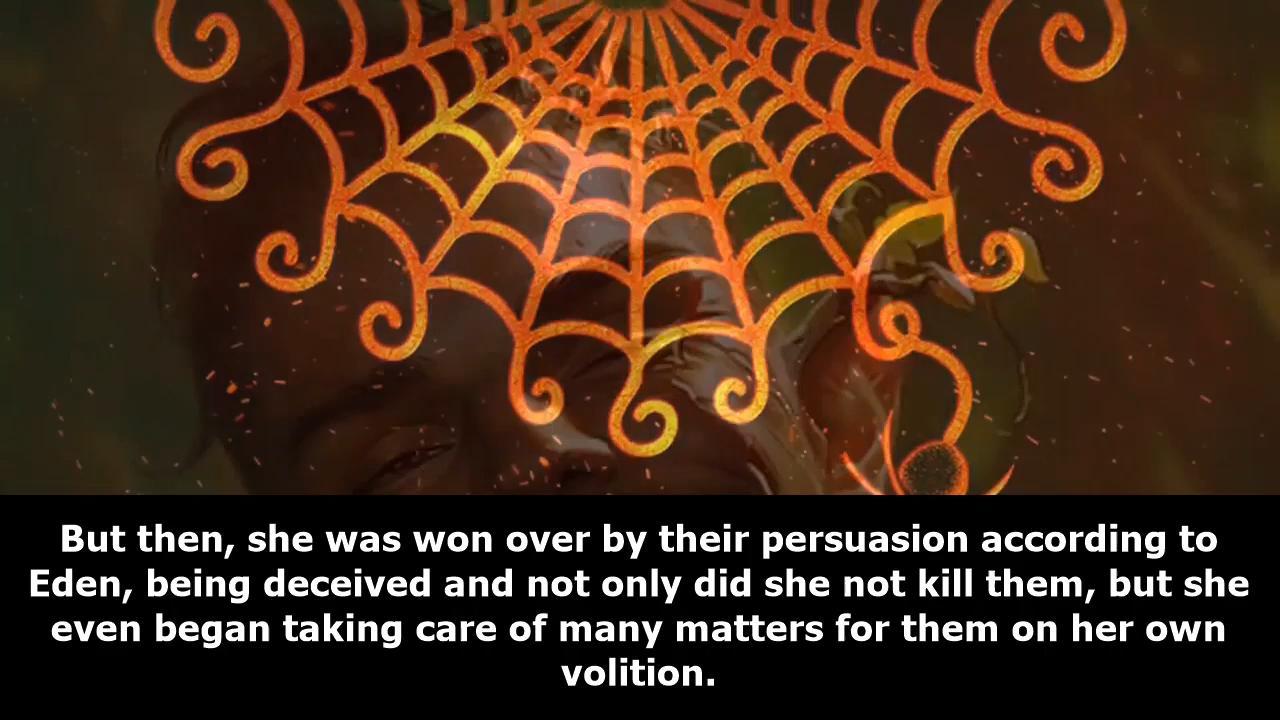 But then, she was won over by their persuasion according to
Eden, being deceived and not only did she not kill them, but she
even began taking care of many matters for them on her own
volition.